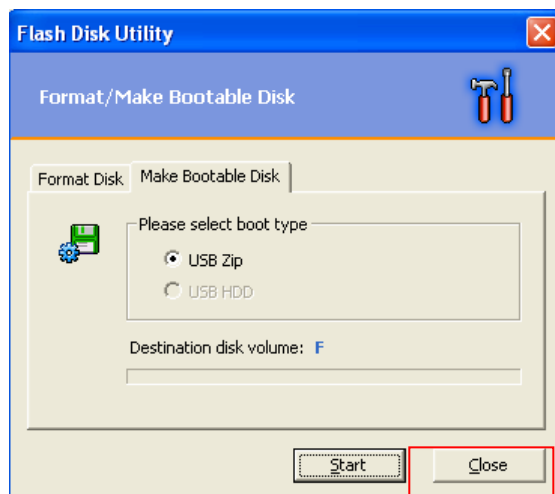 Flash Disk Utility
Format/Make Bootable Disk
Format Disk Make Bootable Disk
Please select boot type
USB Zip
USB HDD
Destination disk volume: F
Start Close